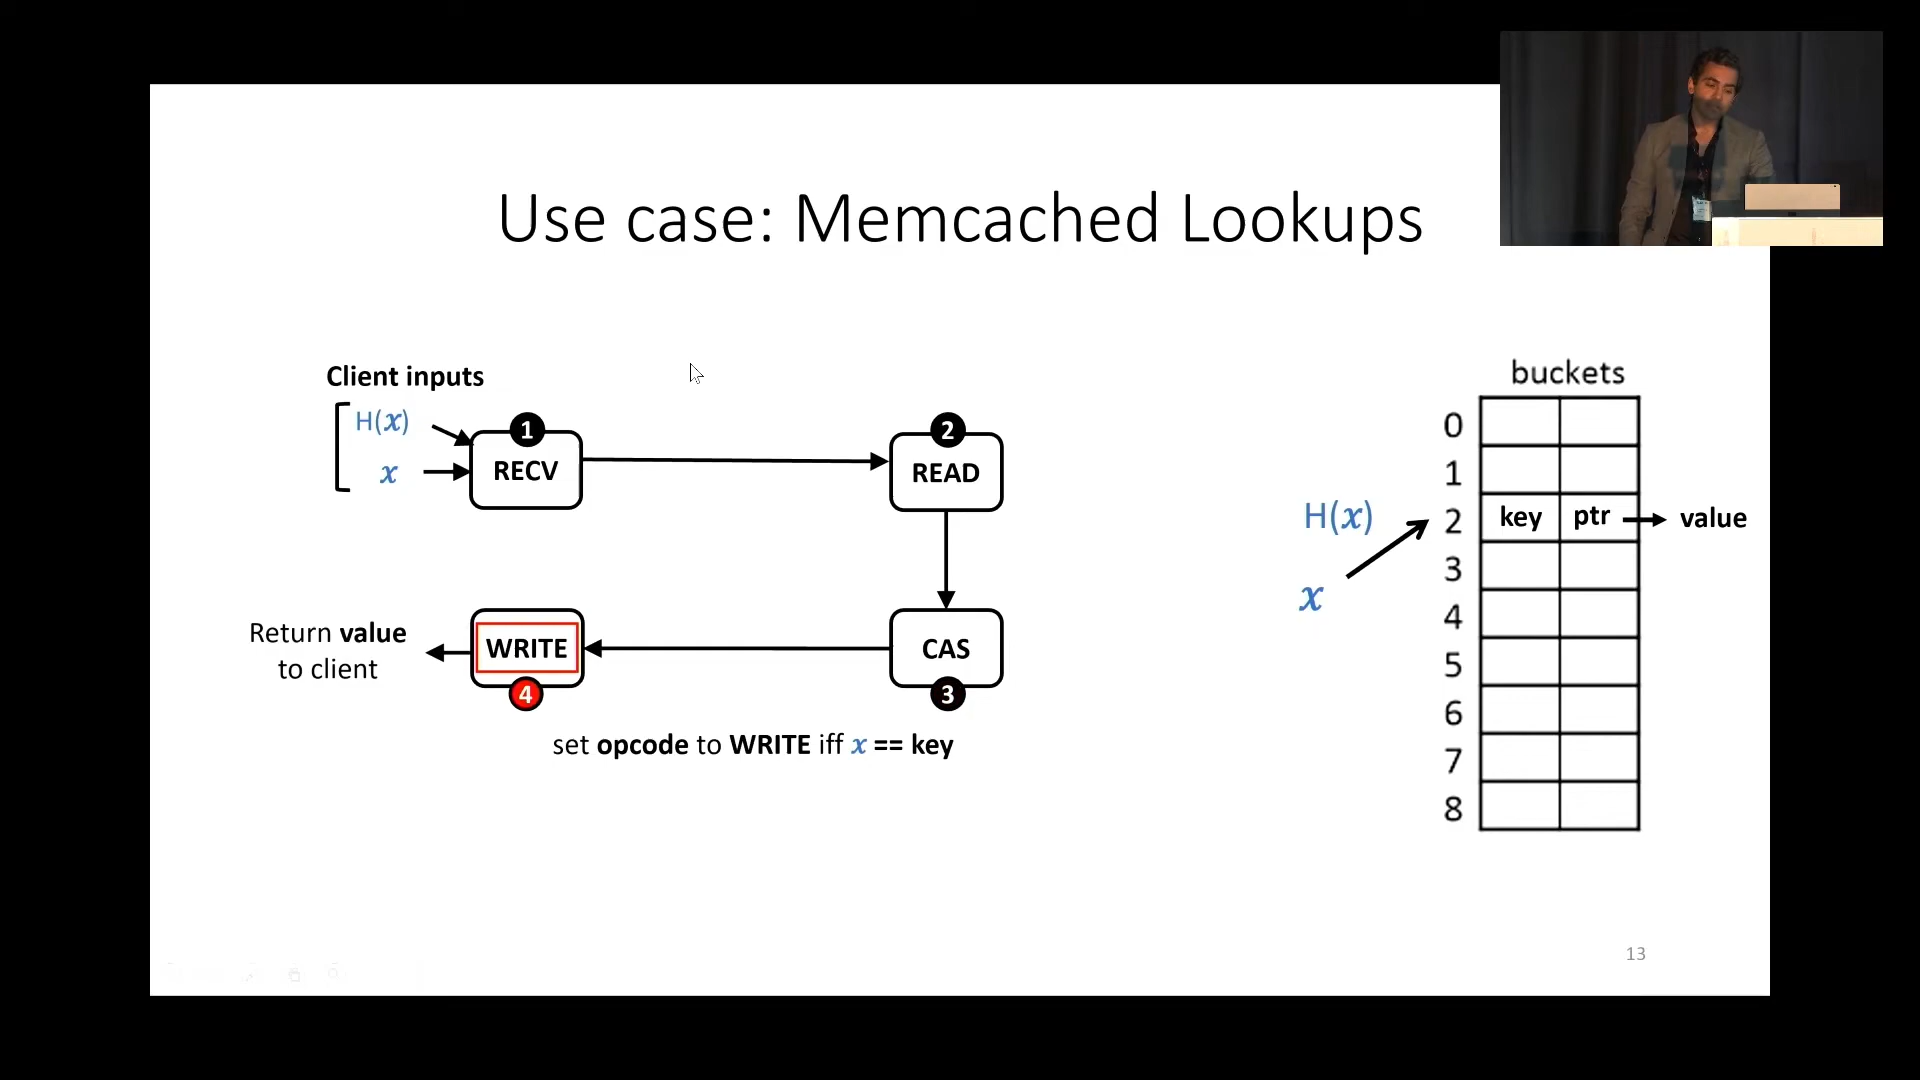 Use case: Memcached Lookups
Client inputs
H(x)
x
1
RECV
2
READ
Return value
to client
WRITE
4
CAS
3
set opcode to WRITE iff x == key
buckets
0
1
H(x)
2 key ptr value
x
3
4
5
6
7
8
13